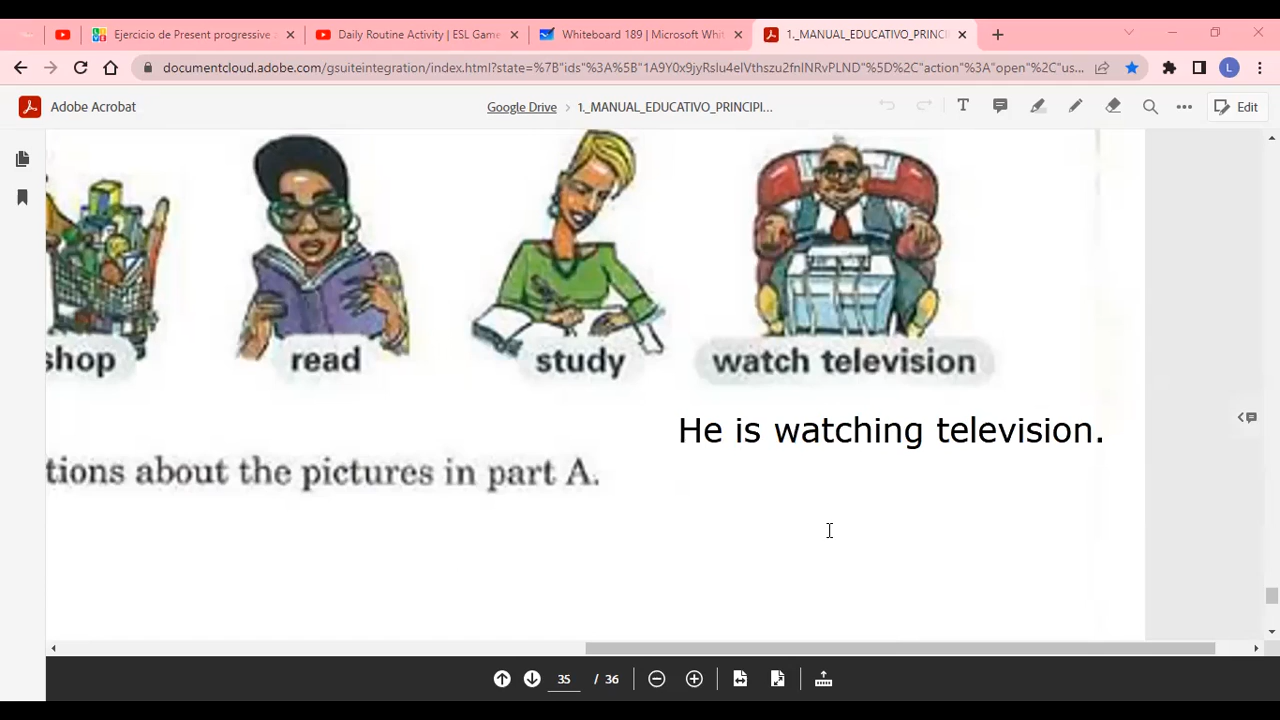 Ejercicio de Present progressive
Daily Routine Activity | ESL Game
Whiteboard 189 | Microsoft Whit
1._MANUAL_EDUCATIVO_PRINCI
documentcloud.adobe.com/gsuiteintegration/index.html?state=%7B"ids"%3A%5B"1A9Y0x9jyRslu4elVthszu2fnINRvPLND"%5D%2C"action"%3A"open"%2C"us...
L
Adobe Acrobat
Google Drive
1._MANUAL_EDUCATIVO_PRINCIPI...
Edit
shop
read
study
watch television
He is watching television.
tions about the pictures in part A.
35 / 36